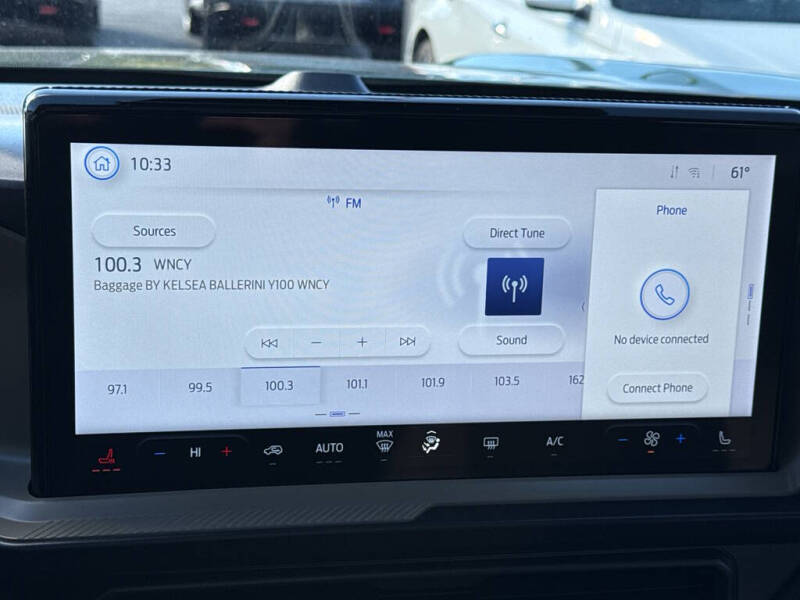 10:33
61°
FM
Phone
Sources
Direct Tune
100.3 WNCY
Baggage BY KELSEA BALLERINI Y100 WNCY
Sound
No device connected
97.1 99.5 100.3 101.1 101.9 103.5 162
Connect Phone
HI
AUTO
MAX
A/C